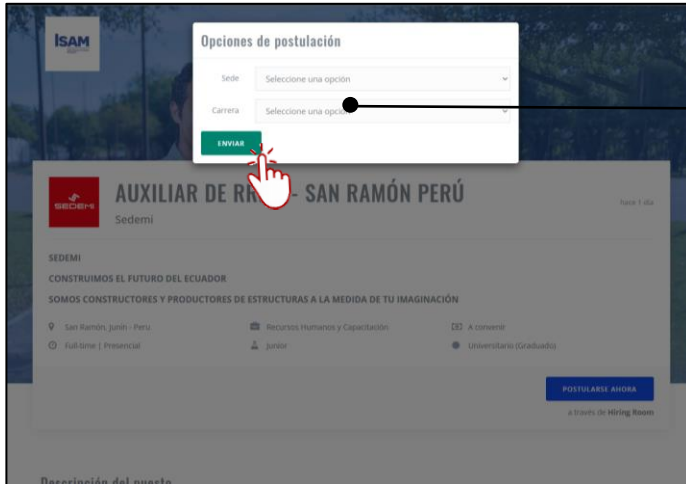 ISAM
Opciones de postulación
Sede
Seleccione una opción
Carrera
Seleccione una opción
ENVIAR
SEDEMI
AUXILIAR DE - SAN RAMÓN PERÚ
hace 1 día
Sedemi
SEDEMI
CONSTRUIMOS EL FUTURO DEL ECUADOR
SOMOS CONSTRUCTORES Y PRODUCTORES DE ESTRUCTURAS A LA MEDIDA DE TU IMAGINACIÓN
San Ramón, Junín - Peru
Recursos Humanos y Capacitación
A convenir
Full-time | Presencial
Junior
Universitario (Graduado)
POSTULARSE AHORA
a través de Hiring Room
Descripción del puesto